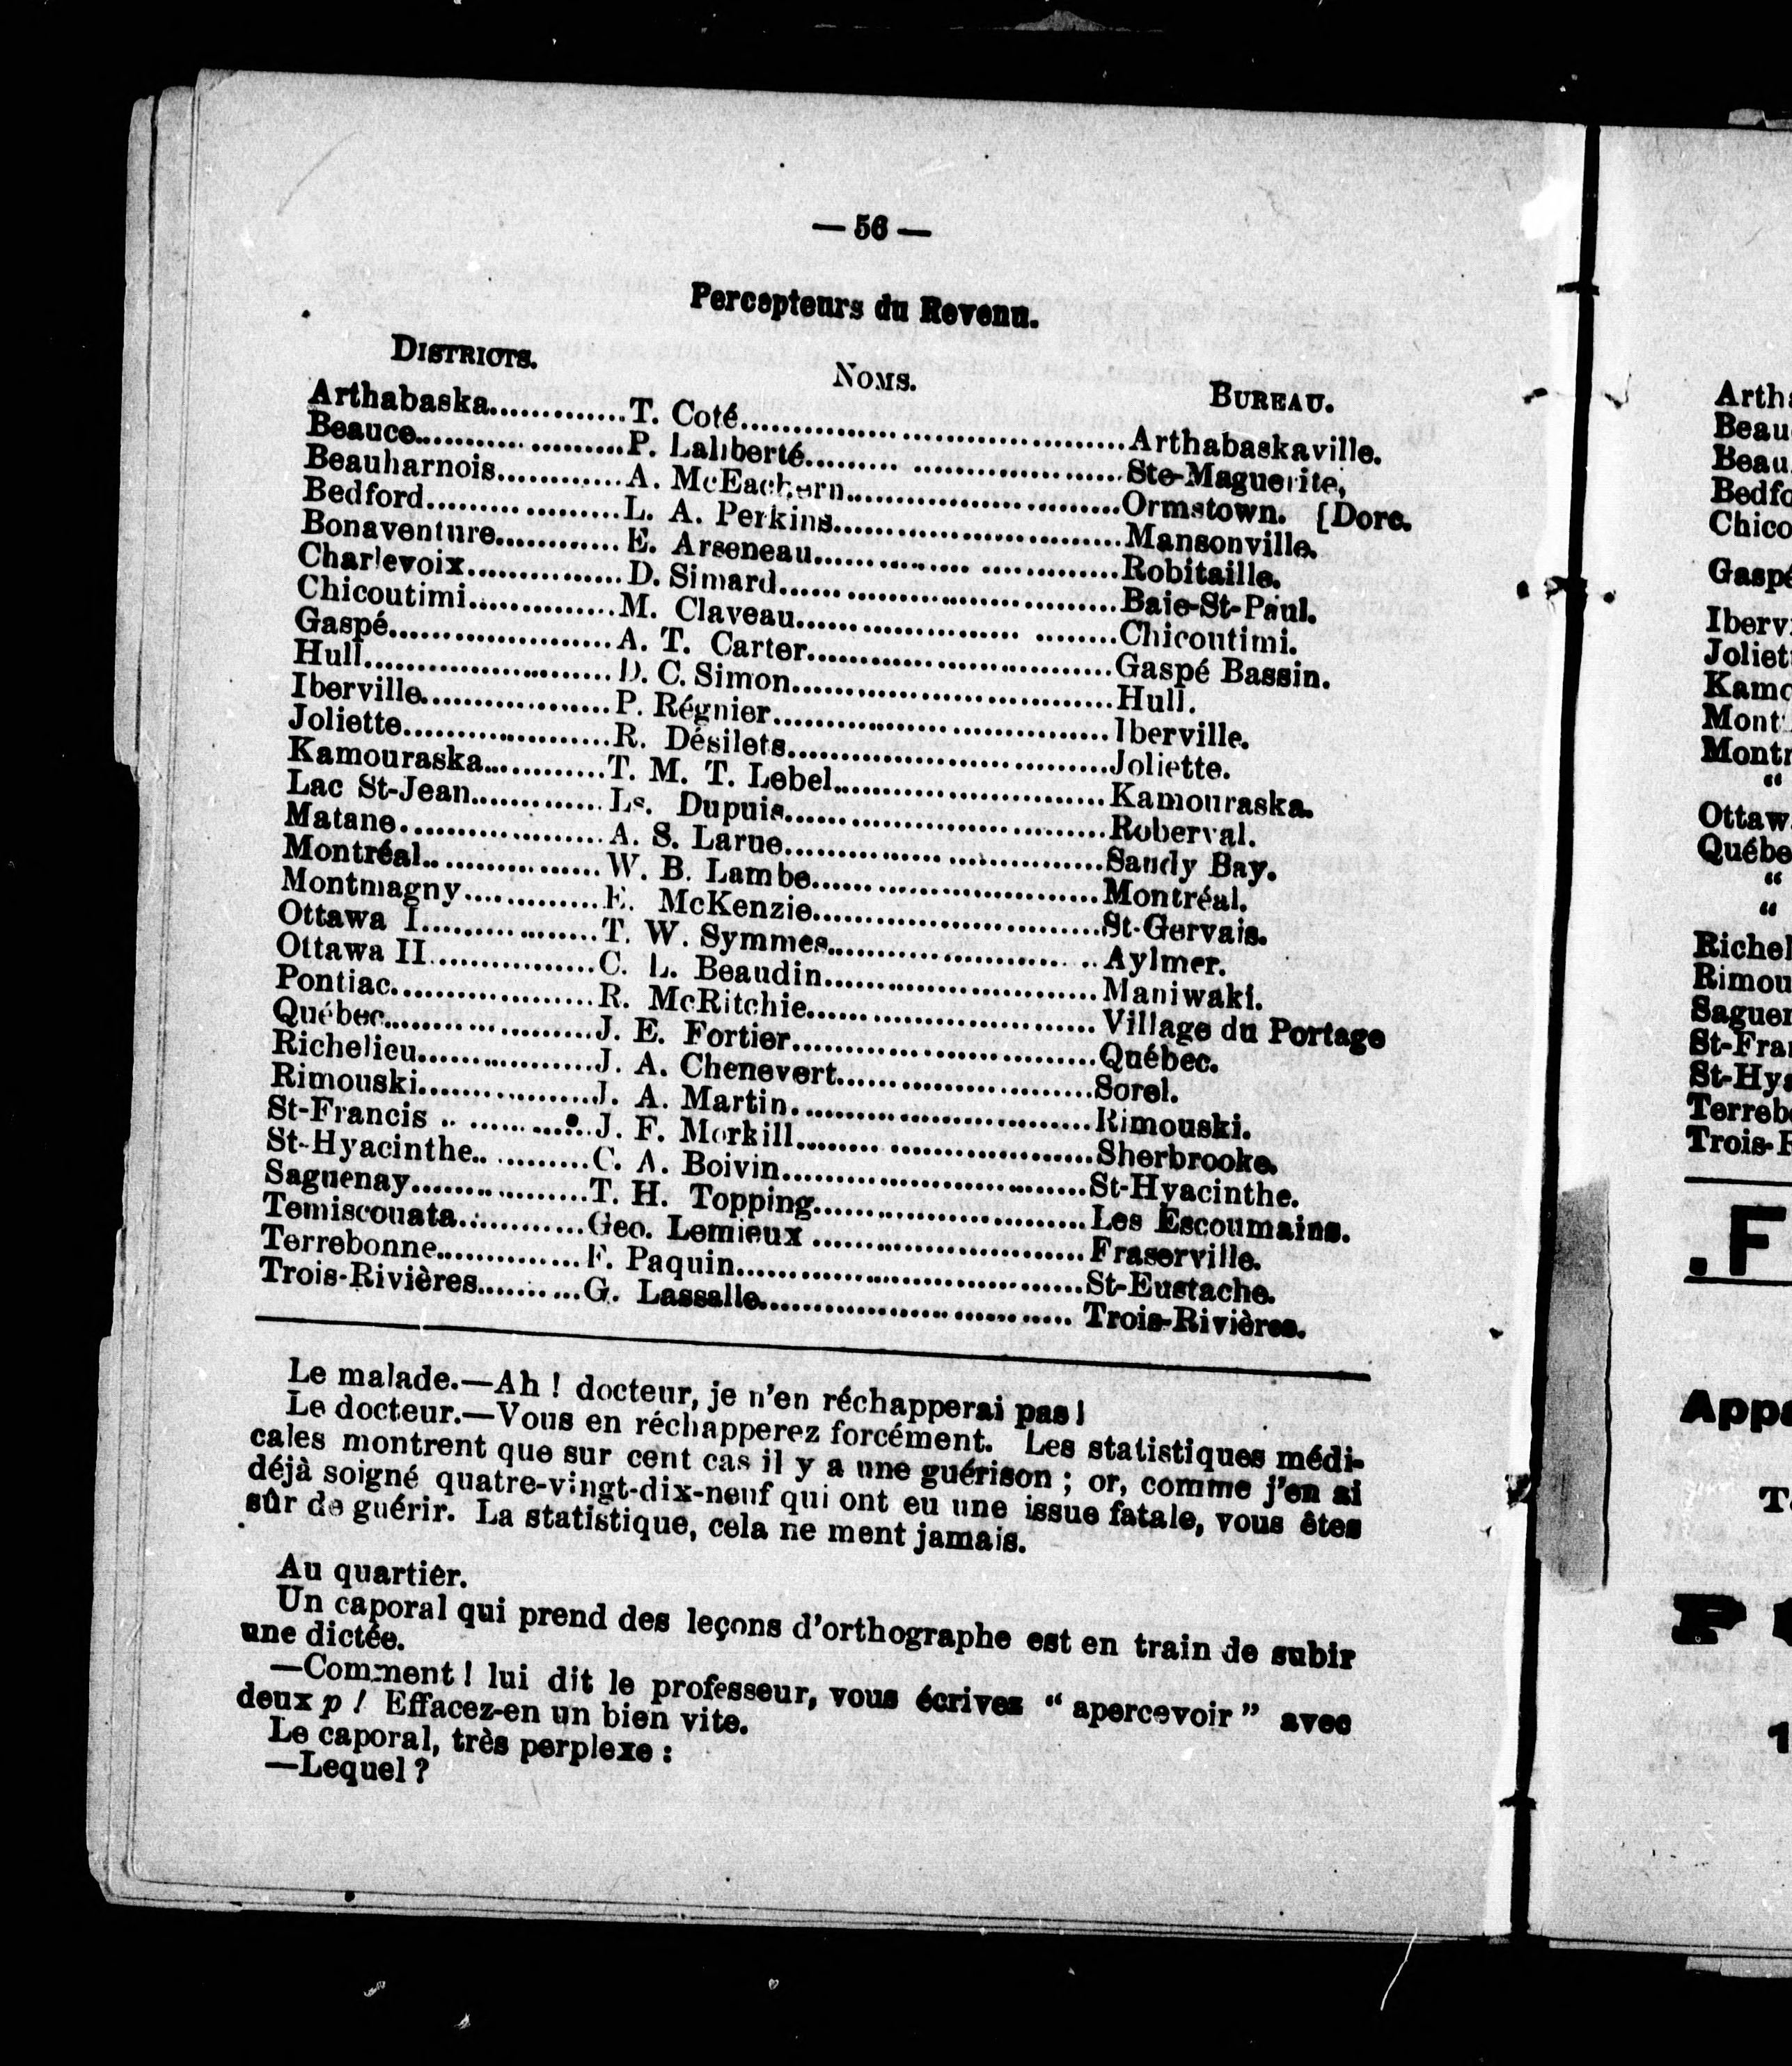 — 56 —
Percepteurs du Revenu.
DISTRICTS. NOMS. BUREAU.
Arthabaska.............T. Coté....................................Arthabaskaville.
Beauce....................P. Laliberté..............................Ste-Maguerite,
Beauharnois............A. McEachern..........................Ormstown. [Dorc.
Bedford...................L. A. Perkins............................Mansonville.
Bonaventure............E. Arseneau.............................Robitaille.
Charlevoix...............D. Simard................................Baie-St-Paul.
Chicoutimi..............M. Claveau..............................Chicoutimi.
Gaspé.....................A. T. Carter.............................Gaspé Bassin.
Hull........................D. C. Simon..............................Hull.
Iberville..................P. Régnier................................Iberville.
Joliette....................R. Désilets..............................Joliette.
Kamouraska............T. M. T. Lebel..........................Kamouraska.
Lac St-Jean.............Ls. Dupuis..............................Roberval.
Matane...................A. S. Larue..............................Sandy Bay.
Montréal.................W. B. Lambe...........................Montréal.
Montmagny.............E. McKenzie...........................St-Gervais.
Ottawa I.................T. W. Symmes.........................Aylmer.
Ottawa II................C. L. Beaudin..........................Maniwaki.
Pontiac...................R. McRitchie...........................Village du Portage
Québec...................J. E. Fortier.............................Québec.
Richelieu................J. A. Chenevert........................Sorel.
Rimouski................J. A. Martin.............................Rimouski.
St-Francis ..............J. F. Morkill............................Sherbrooke.
St-Hyacinthe...........C. A. Boivin............................St-Hyacinthe.
Saguenay................T. H. Topping..........................Les Escoumains.
Temiscouata............Geo. Lemieux .........................Fraserville.
Terrebonne..............F. Paquin................................St-Eustache.
Trois-Rivières..........G. Lassalle.............................. Trois-Rivières.
Le malade.—Ah ! docteur, je n'en réchapperai pas !
Le docteur.—Vous en réchapperez forcément. Les statistiques médi-
cales montrent que sur cent cas il y a une guérison ; or, comme j'en ai
déjà soigné quatre-vingt-dix-neuf qui ont eu une issue fatale, vous êtes
sûr de guérir. La statistique, cela ne ment jamais.
Au quartier.
Un caporal qui prend des leçons d'orthographe est en train de subir
une dictée.
—Comment ! lui dit le professeur, vous écrivez “ apercevoir ” avec
deux p ! Effacez-en un bien vite.
Le caporal, très perplexe :
—Lequel ?